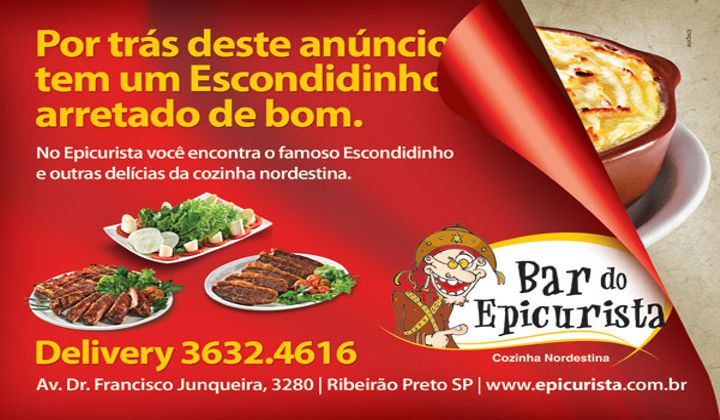 Por trás deste anúncio
tem um Escondidinho
arretado de bom.
No Epicurista você encontra o famoso Escondidinho
e outras delícias da cozinha nordestina.
Bar do
Epicurista
Cozinha Nordestina
Delivery 3632.4616
Av. Dr. Francisco Junqueira, 3280 | Ribeirão Preto SP | www.epicurista.com.br